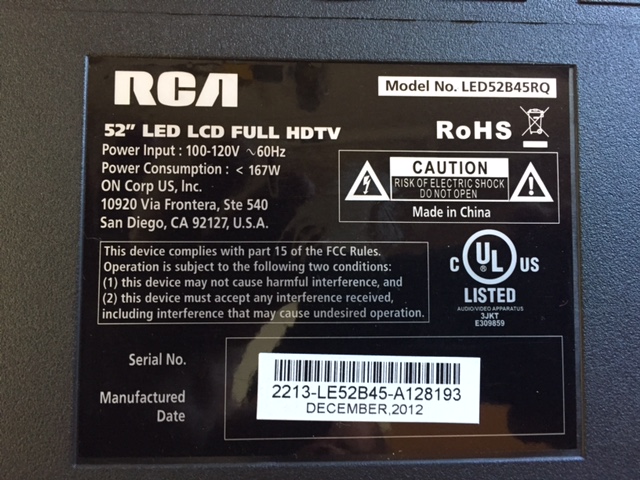 RCA
Model No. LED52B45RQ
52" LED LCD FULL HDTV
Power Input : 100-120V ~60Hz
Power Consumption : < 167W
ON Corp US, Inc.
10920 Via Frontera, Ste 540
San Diego, CA 92127, U.S.A.
RoHS
CAUTION
RISK OF ELECTRIC SHOCK
DO NOT OPEN
Made in China
This device complies with part 15 of the FCC Rules.
Operation is subject to the following two conditions:
(1) this device may not cause harmful interference, and
(2) this device must accept any interference received,
including interference that may cause undesired operation.
C UL US
LISTED
AUDIO/VIDEO APPARATUS
3JKT
E309859
Serial No.
2213-LE52B45-A128193
Manufactured
Date
DECEMBER,2012